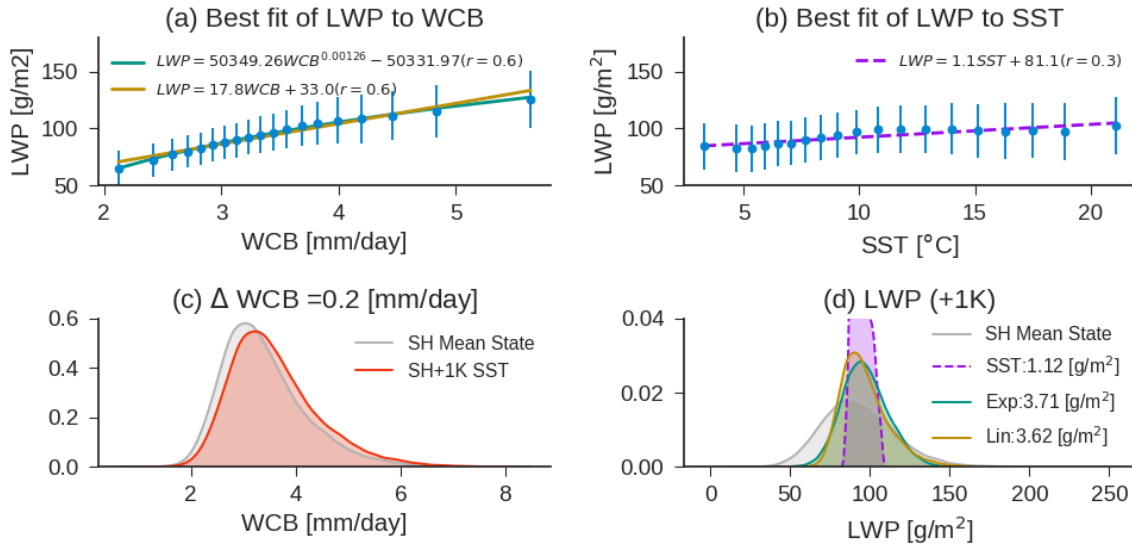 (a) Best fit of LWP to WCB
LWP [g/m2]
150
100
50
LWP = 50349.26WCB^0.00126 − 50331.97(r = 0.6)
LWP = 17.8WCB + 33.0(r = 0.6)
2 3 4 5
WCB [mm/day]
(b) Best fit of LWP to SST
LWP [g/m²]
150
100
50
LWP = 1.1SST + 81.1(r = 0.3)
5 10 15 20
SST [°C]
(c) Δ WCB =0.2 [mm/day]
0.6
0.4
0.2
0.0
SH Mean State
SH+1K SST
2 4 6 8
WCB [mm/day]
(d) LWP (+1K)
0.04
0.02
0.00
SH Mean State
SST:1.12 [g/m²]
Exp:3.71 [g/m²]
Lin:3.62 [g/m²]
0 50 100 150 200 250
LWP [g/m²]